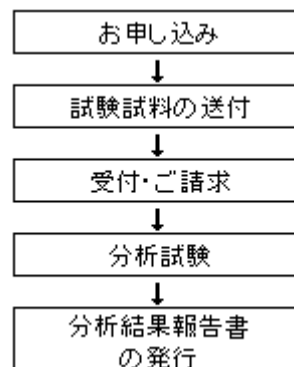 お申し込み
試験試料の送付
受付・ご請求
分析試験
分析結果報告書
の発行